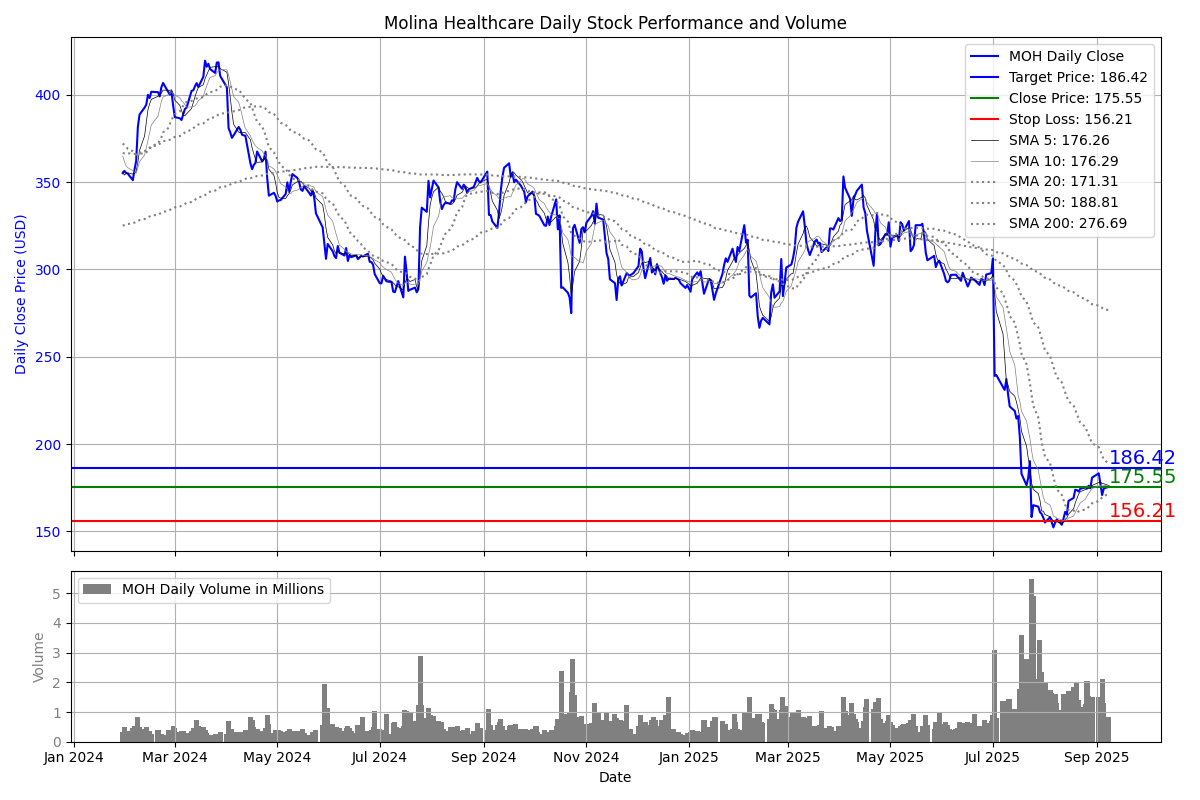 Molina Healthcare Daily Stock Performance and Volume
Daily Close Price (USD)
400
350
300
250
200
150
MOH Daily Close
Target Price: 186.42
Close Price: 175.55
Stop Loss: 156.21
SMA 5: 176.26
SMA 10: 176.29
SMA 20: 171.31
SMA 50: 188.81
SMA 200: 276.69
186.42
175.55
156.21
MOH Daily Volume in Millions
Volume
5
4
3
2
1
0
Jan 2024
Mar 2024
May 2024
Jul 2024
Sep 2024
Nov 2024
Jan 2025
Mar 2025
May 2025
Jul 2025
Sep 2025
Date